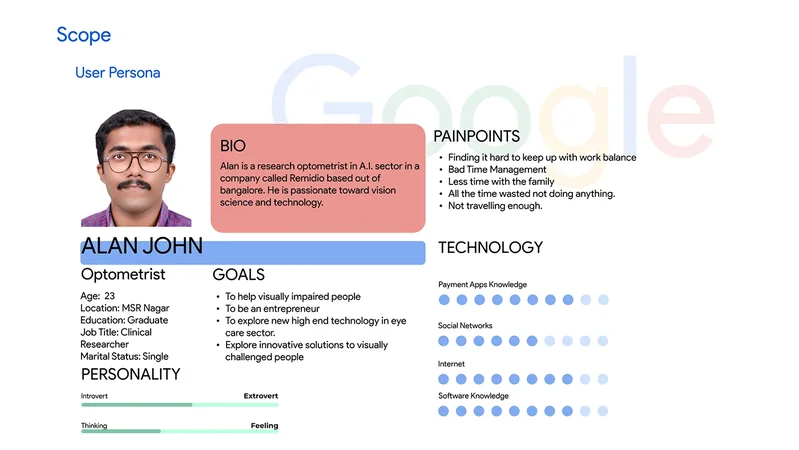 Scope
User Persona
Google
BIO
Alan is a research optometrist in A.I. sector in a
company called Remidio based out of
bangalore. He is passionate toward vision
science and technology.
PAINPOINTS
• Finding it hard to keep up with work balance
• Bad Time Management
• Less time with the family
• All the time wasted not doing anything.
• Not travelling enough.
ALAN JOHN
Optometrist
Age: 23
Location: MSR Nagar
Education: Graduate
Job Title: Clinical
Researcher
Marital Status: Single
GOALS
• To help visually impaired people
• To be an entrepreneur
• To explore new high end technology in eye
care sector.
• Explore innovative solutions to visually
challenged people
TECHNOLOGY
Payment Apps Knowledge
Social Networks
Internet
Software Knowledge
PERSONALITY
Introvert Extrovert
Thinking Feeling